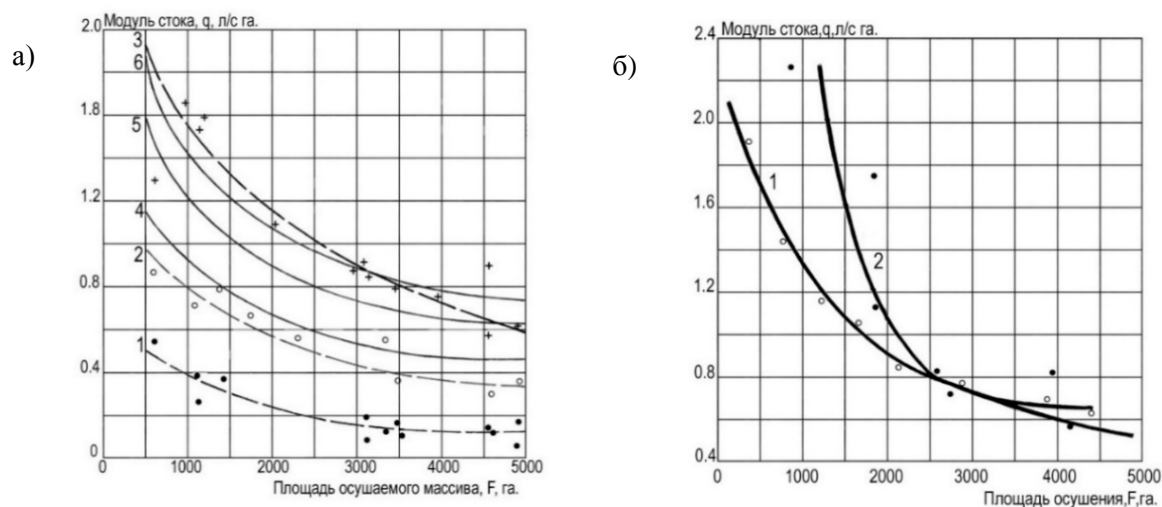 а)
Модуль стока, q, л/с га.
2.0
1.8
1.2
0.8
0.4
0
3
6
5
4
2
1
0 1000 2000 3000 4000 5000
Площадь осушаемого массива, F, га.
б)
Модуль стока,q,л/с га.
2.4
2.0
1.6
1.2
0.8
0.4
1
2
0 1000 2000 3000 4000 5000
Площадь осушения,F,га.